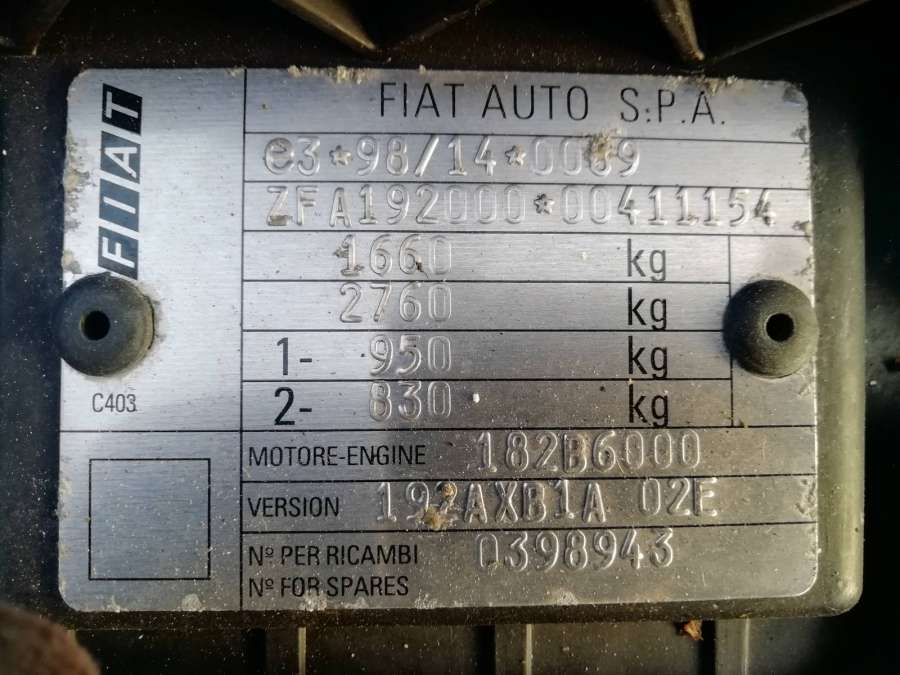 FIAT
FIAT AUTO S.P.A.
e3*98/14*0089
ZFA192000*00411154
1660 kg
2760 kg
1- 950 kg
2- 830 kg
C403
MOTORE-ENGINE 182B6000
VERSION 192AXB1A 02E
Nº PER RICAMBI 0398943
Nº FOR SPARES